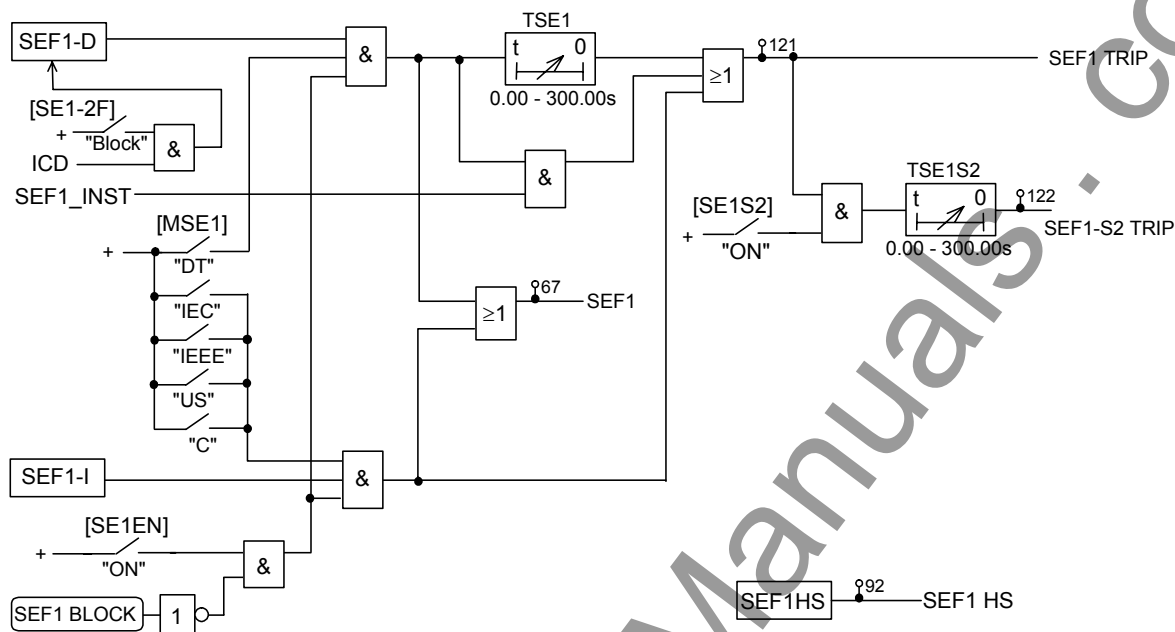 TSE1
SEF1-D
&
t 0
≥1
121
SEF1 TRIP
0.00 - 300.00s
[SE1-2F]
+
"Block"
&
ICD
&
SEF1_INST
TSE1S2
[SE1S2]
+
"ON"
&
t 0
122
SEF1-S2 TRIP
0.00 - 300.00s
[MSE1]
+
"DT"
"IEC"
"IEEE"
"US"
"C"
≥1
67
SEF1
SEF1-I
&
[SE1EN]
+
"ON"
&
SEF1 BLOCK
1
SEF1HS
92
SEF1 HS
Manuals . co